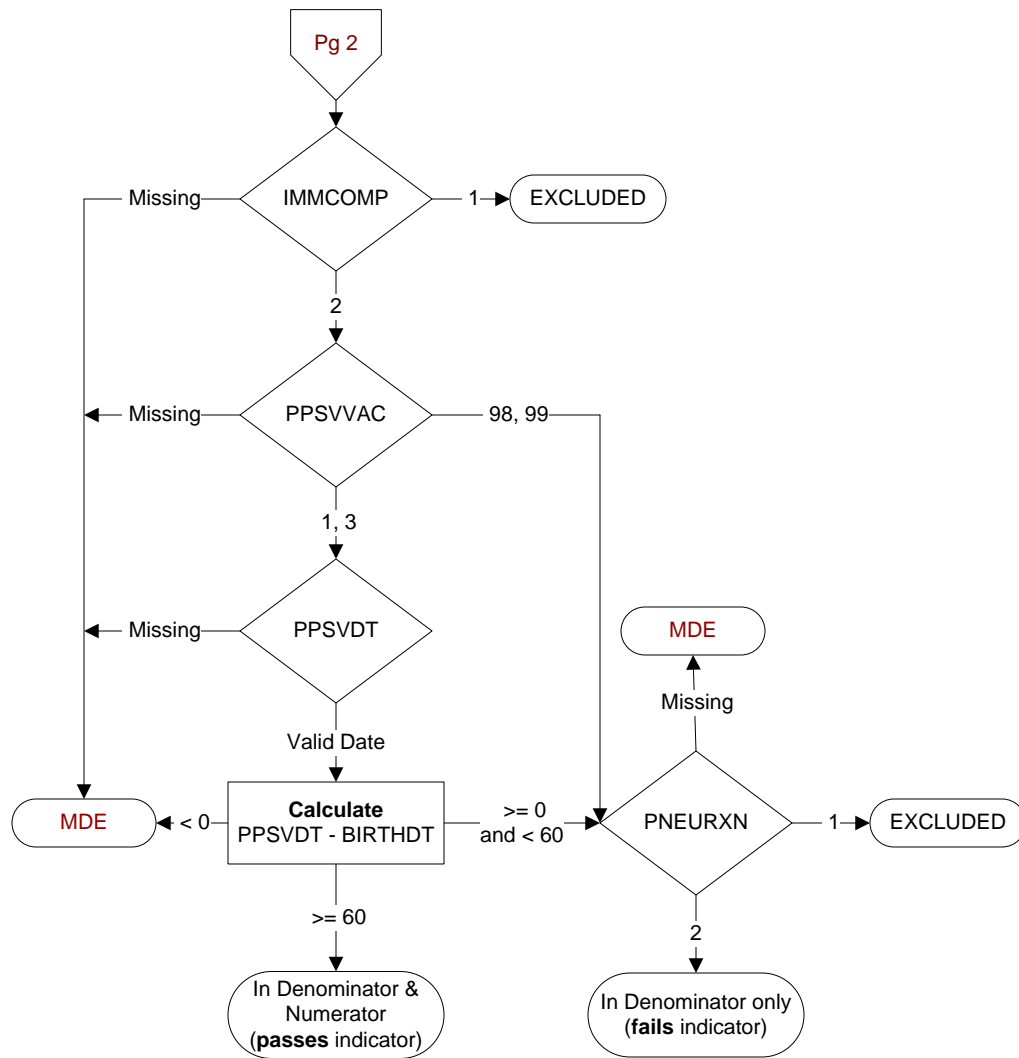 Pg 2
IMMCOMP
Missing
1
EXCLUDED
2
PPSVVAC
Missing
98, 99
1, 3
PPSVDT
Missing
MDE
Missing
Valid Date
Calculate
PPSVDT - BIRTHDT
MDE
< 0
>= 0
and < 60
PNEURXN
1
EXCLUDED
>= 60
2
In Denominator &
Numerator
(passes indicator)
In Denominator only
(fails indicator)